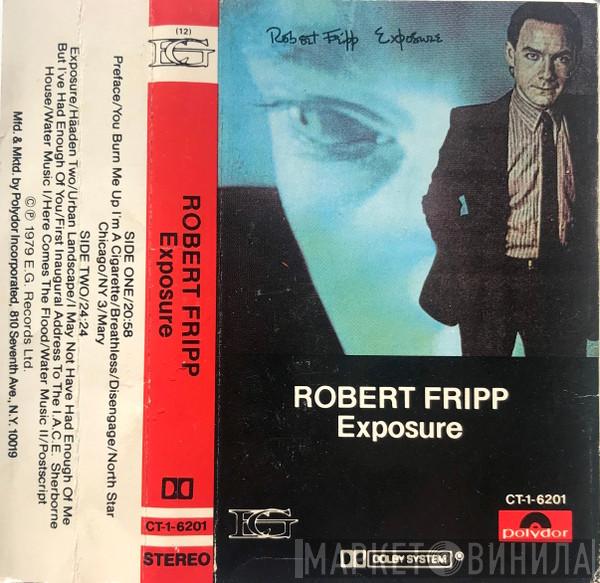 Robert Fripp Exposure
ROBERT FRIPP
Exposure
CT-1-6201
polydor
EG
DOLBY SYSTEM ®
МАРКЕТ ВИНИЛА
(12)
EG
ROBERT FRIPP
Exposure
CT-1-6201
STEREO
SIDE ONE/20:58
Preface/You Burn Me Up I'm A Cigarette/Breathless/Disengage/North Star
Chicago/NY 3/Mary
SIDE TWO/24:24
Exposure/Häaden Two/Urban Landscape/I May Not Have Had Enough Of Me
But I've Had Enough Of You/First Inaugural Address To The I.A.C.E. Sherborne
House/Water Music I/Here Comes The Flood/Water Music II/Postscript
© ℗ 1979 E.G. Records Ltd.
Mfd. & Mktd. by Polydor Incorporated, 810 Seventh Ave., N.Y. 10019